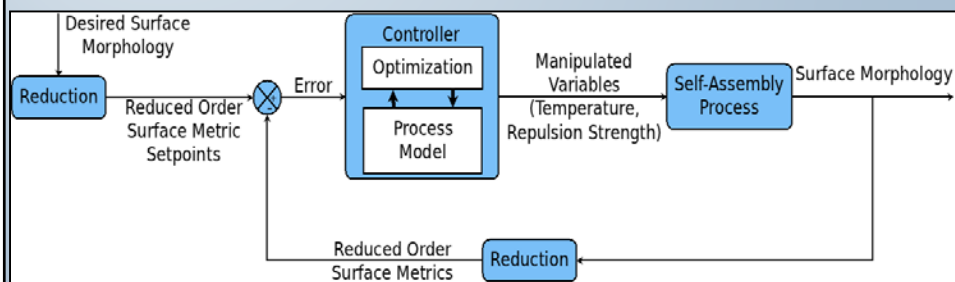 Desired Surface
Morphology
Reduction
Reduced Order
Surface Metric
Setpoints
+
-
Error
Controller
Optimization
Process
Model
Manipulated
Variables
(Temperature,
Repulsion Strength)
Self-Assembly
Process
Surface Morphology
Reduced Order
Surface Metrics
Reduction